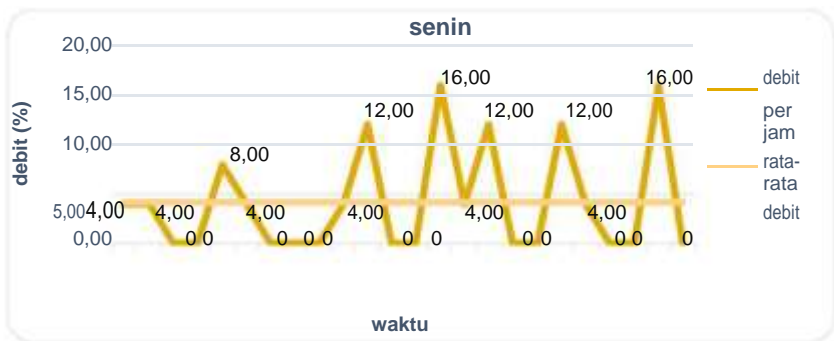 senin
20,00
16,00 16,00 debit
15,00
12,00 12,00 12,00 per
jam
debit (%)
10,00
8,00 rata-
rata
5,00 4,00 4,00 4,00 4,00 4,00 4,00 debit
0,00 0 0 0 0 0 0 0 0 0 0 0 0
waktu